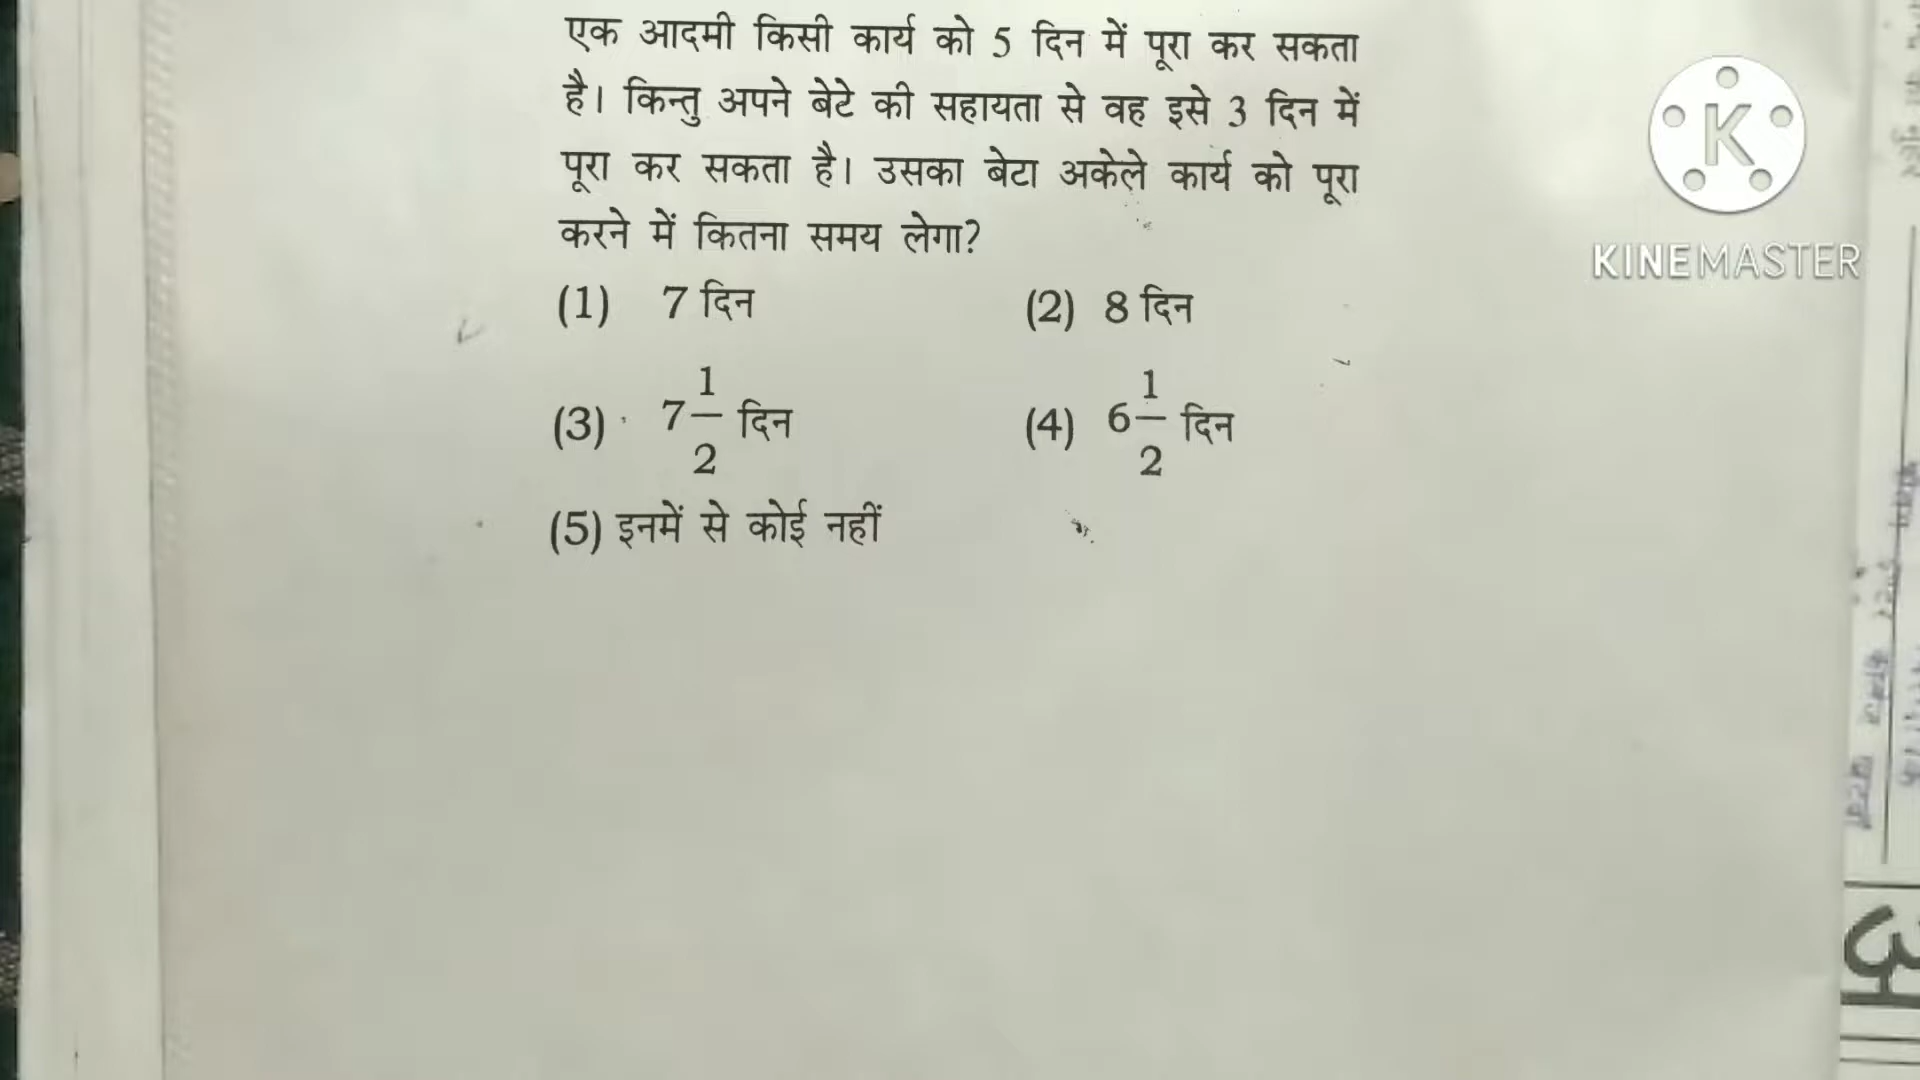 एक आदमी किसी कार्य को 5 दिन में पूरा कर सकता
है। किन्तु अपने बेटे की सहायता से वह इसे 3 दिन में
पूरा कर सकता है। उसका बेटा अकेले कार्य को पूरा
करने में कितना समय लेगा?
(1) 7 दिन (2) 8 दिन
(3) 7 1/2 दिन (4) 6 1/2 दिन
(5) इनमें से कोई नहीं
K
KINEMASTER